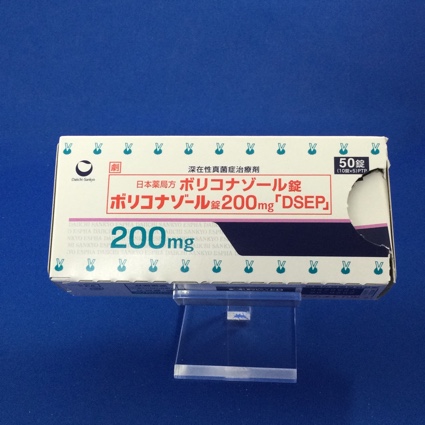 劇
深在性真菌症治療剤
50錠
(10錠×5)PTP
Daiichi-Sankyo
日本薬局方 ボリコナゾール錠
ボリコナゾール錠200mg「DSEP」
200mg